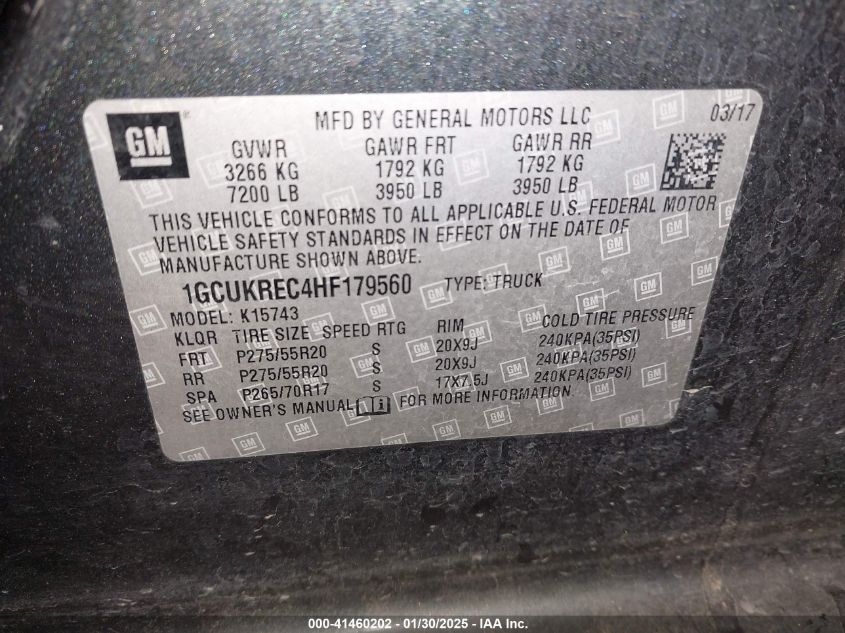 GM
MFD BY GENERAL MOTORS LLC
03/17
GVWR GAWR FRT GAWR RR
3266 KG 1792 KG 1792 KG
7200 LB 3950 LB 3950 LB
THIS VEHICLE CONFORMS TO ALL APPLICABLE U.S. FEDERAL MOTOR
VEHICLE SAFETY STANDARDS IN EFFECT ON THE DATE OF
MANUFACTURE SHOWN ABOVE.
1GCUKREC4HF179560 TYPE: TRUCK
MODEL: K15743
KLQR TIRE SIZE SPEED RTG RIM COLD TIRE PRESSURE
FRT P275/55R20 S 20X9J 240KPA(35PSI)
RR P275/55R20 S 20X9J 240KPA(35PSI)
SPA P265/70R17 S 17X7.5J 240KPA(35PSI)
SEE OWNER'S MANUAL FOR MORE INFORMATION.
000-41460202 - 01/30/2025 - IAA Inc.